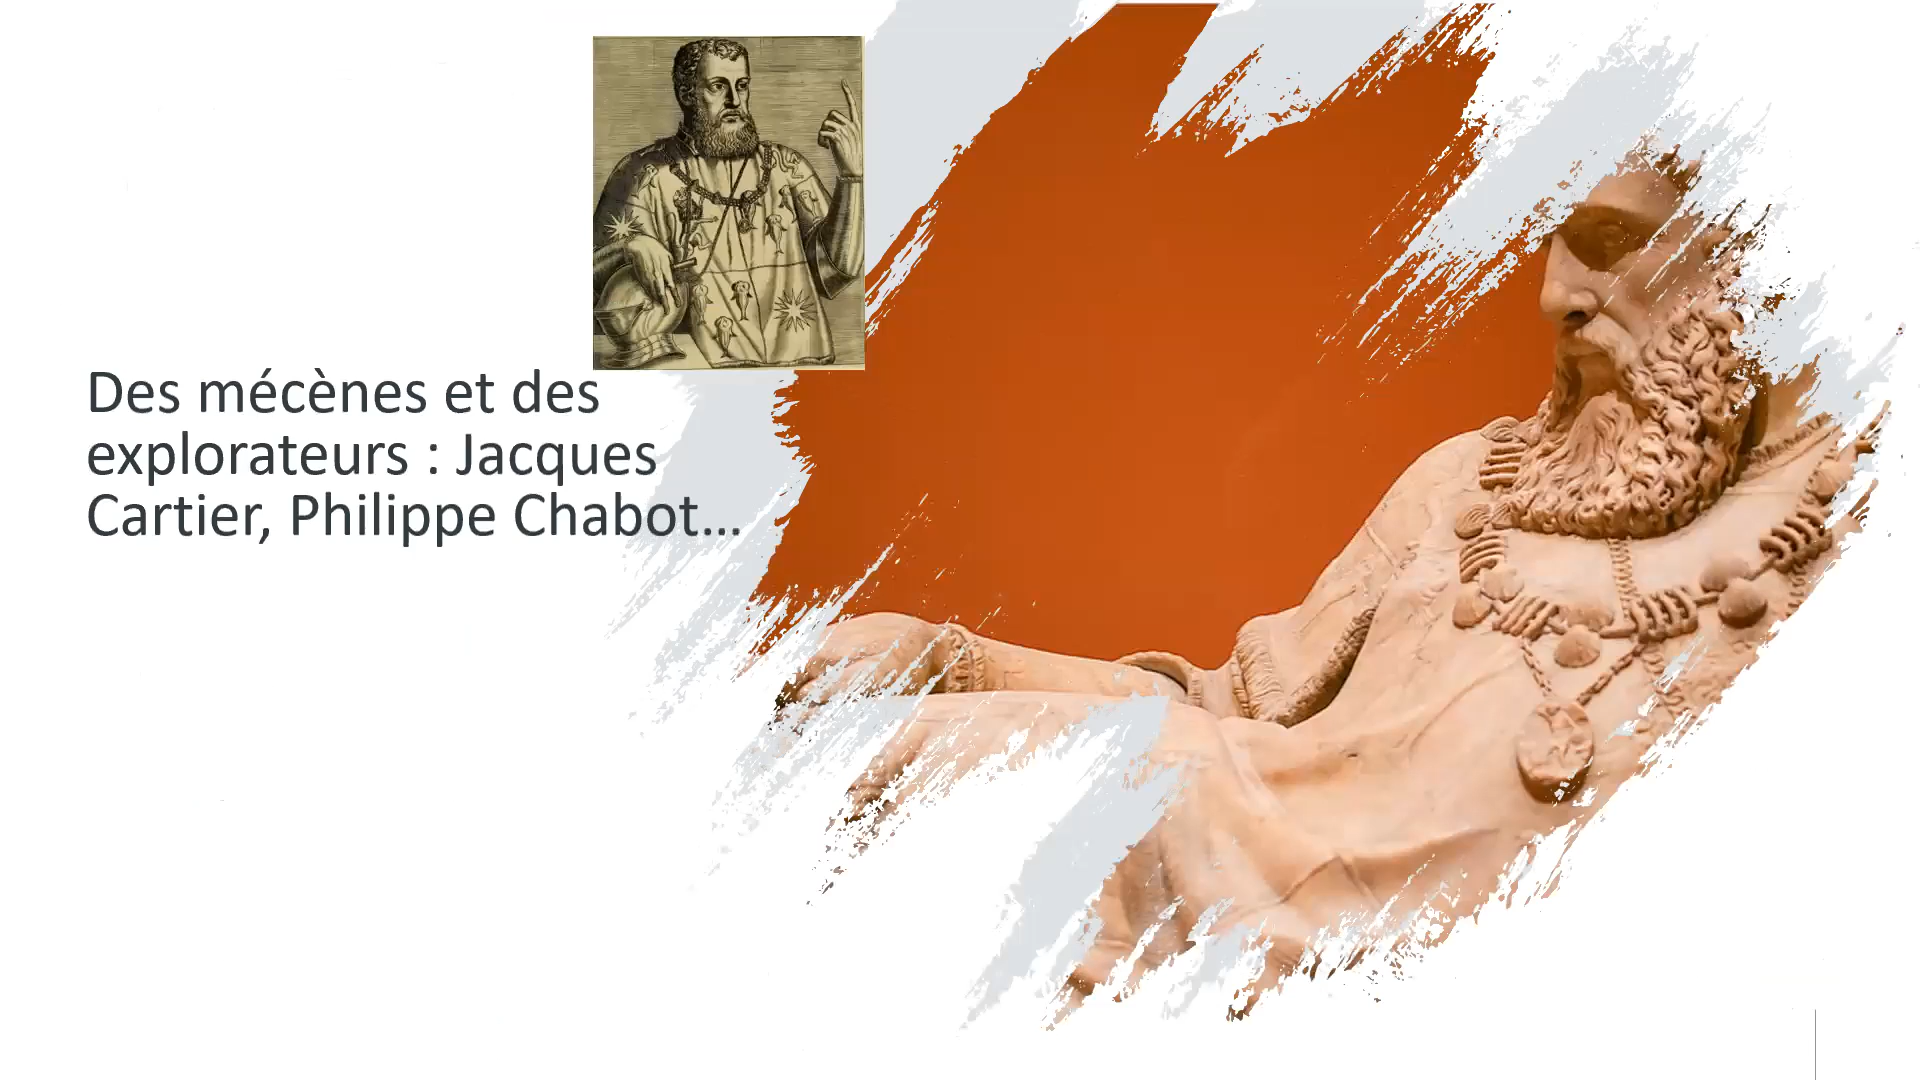 Des mécènes et des
explorateurs : Jacques
Cartier, Philippe Chabot…